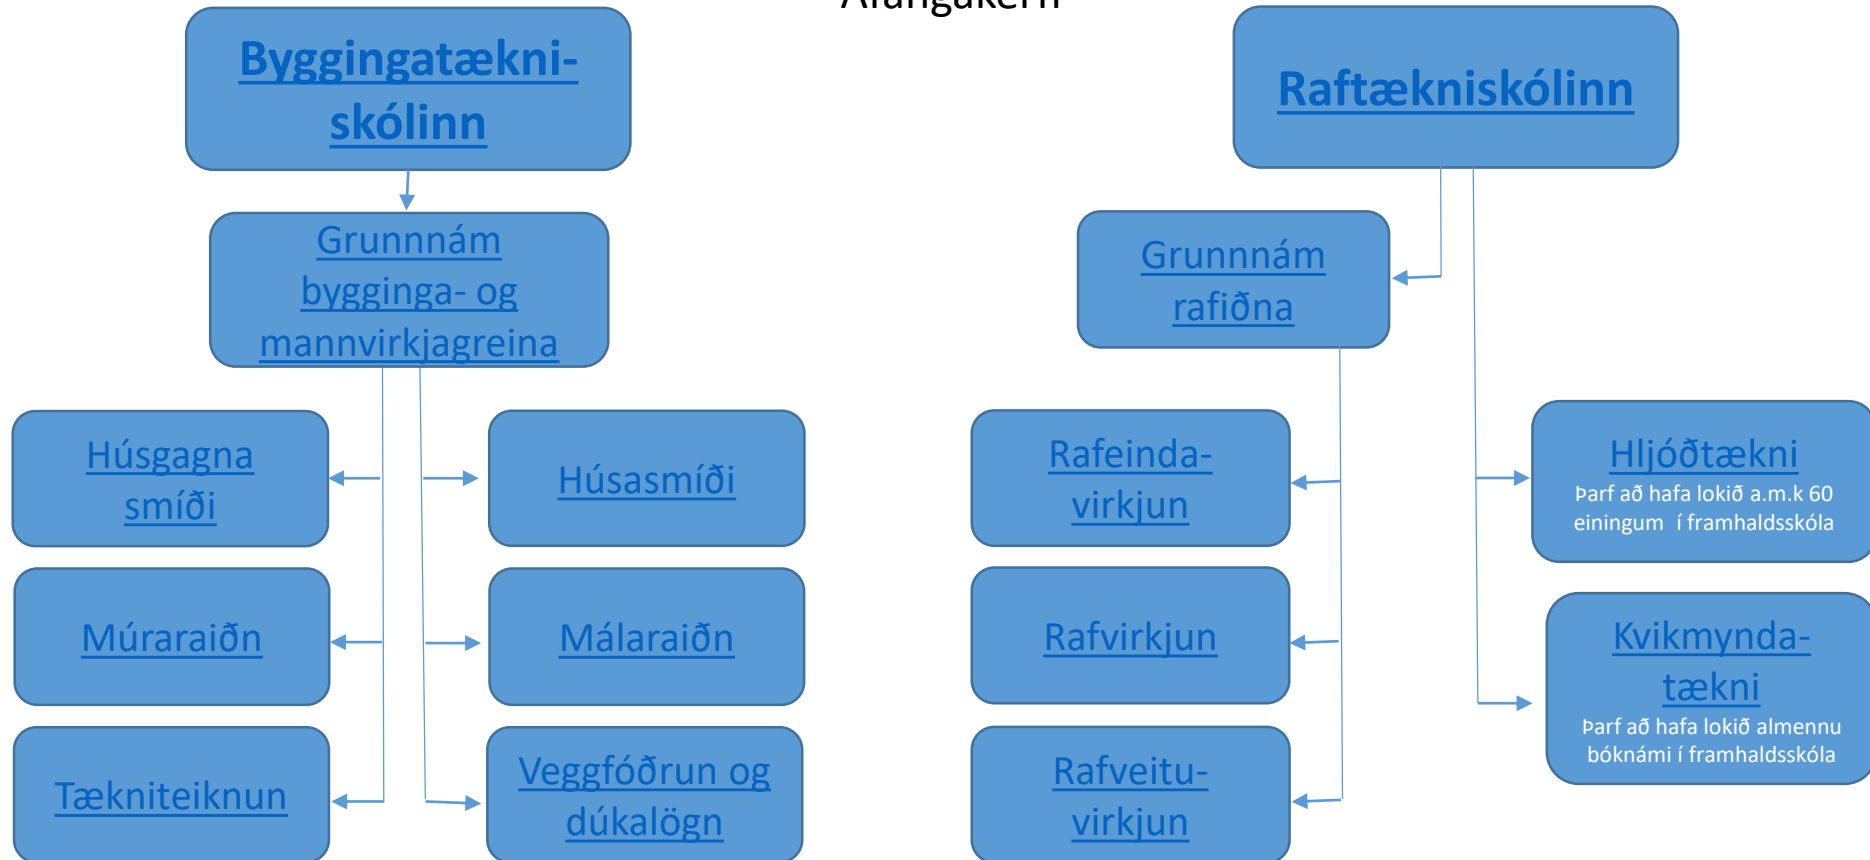 Byggingatækni-
skólinn
Grunnnám
bygginga- og
mannvirkjagreina
Húsgagna
smíði
Húsasmíði
Múraraiðn
Málaraiðn
Tækniteiknun
Veggfóðrun og
dúkalögn
Raftækniskólinn
Grunnnám
rafiðna
Rafeinda-
virkjun
Rafvirkjun
Rafveitu-
virkjun
Hljóðtækni
Þarf að hafa lokið a.m.k 60
einingum í framhaldsskóla
Kvikmynda-
tækni
Þarf að hafa lokið almennu
bóknámi í framhaldsskóla